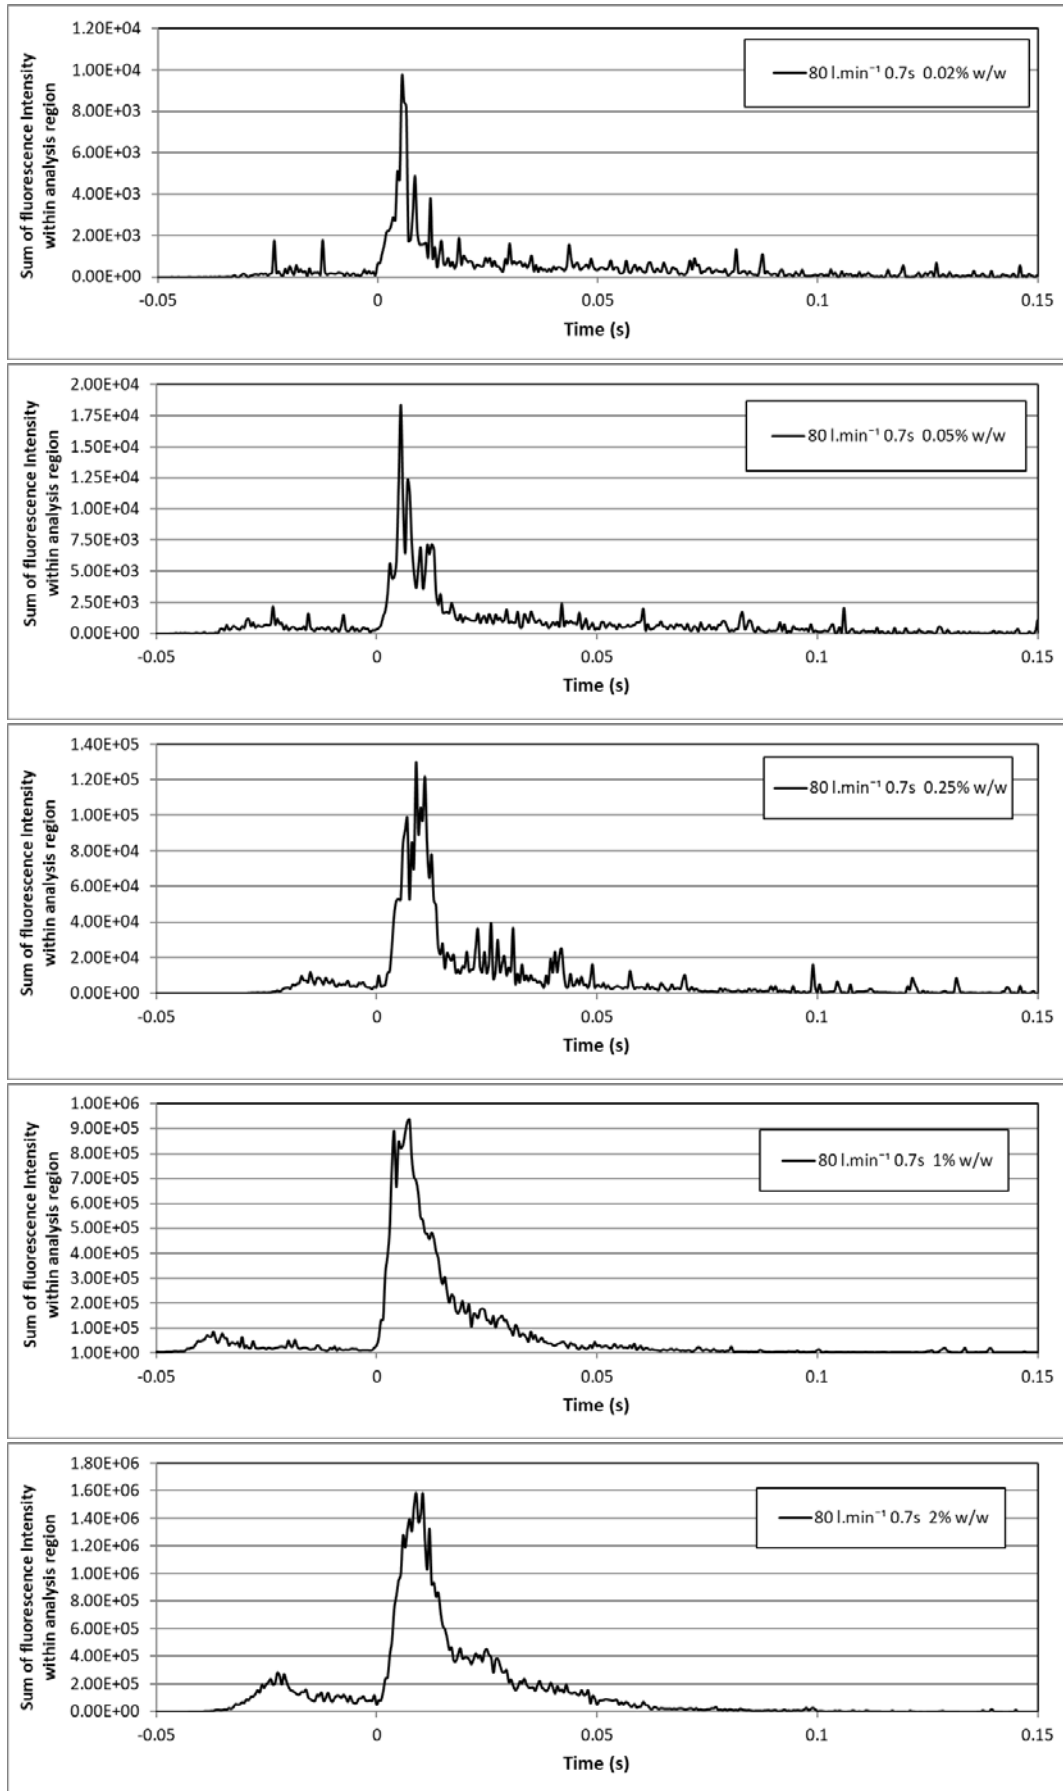 Sum of fluorescence Intensity
within analysis region
1.20E+04
1.00E+04
8.00E+03
6.00E+03
4.00E+03
2.00E+03
0.00E+00
80 l.min⁻¹ 0.7s 0.02% w/w
-0.05 0 0.05 0.1 0.15
Time (s)
Sum of fluorescence Intensity
within analysis region
2.00E+04
1.75E+04
1.50E+04
1.25E+04
1.00E+04
7.50E+03
5.00E+03
2.50E+03
0.00E+00
80 l.min⁻¹ 0.7s 0.05% w/w
-0.05 0 0.05 0.1 0.15
Time (s)
Sum of fluorescence Intensity
within analysis region
1.40E+05
1.20E+05
1.00E+05
8.00E+04
6.00E+04
4.00E+04
2.00E+04
0.00E+00
80 l.min⁻¹ 0.7s 0.25% w/w
-0.05 0 0.05 0.1 0.15
Time (s)
Sum of fluorescence Intensity
within analysis region
1.00E+06
9.00E+05
8.00E+05
7.00E+05
6.00E+05
5.00E+05
4.00E+05
3.00E+05
2.00E+05
1.00E+05
1.00E+00
80 l.min⁻¹ 0.7s 1% w/w
-0.05 0 0.05 0.1 0.15
Time (s)
Sum of fluorescence Intensity
within analysis region
1.80E+06
1.60E+06
1.40E+06
1.20E+06
1.00E+06
8.00E+05
6.00E+05
4.00E+05
2.00E+05
0.00E+00
80 l.min⁻¹ 0.7s 2% w/w
-0.05 0 0.05 0.1 0.15
Time (s)